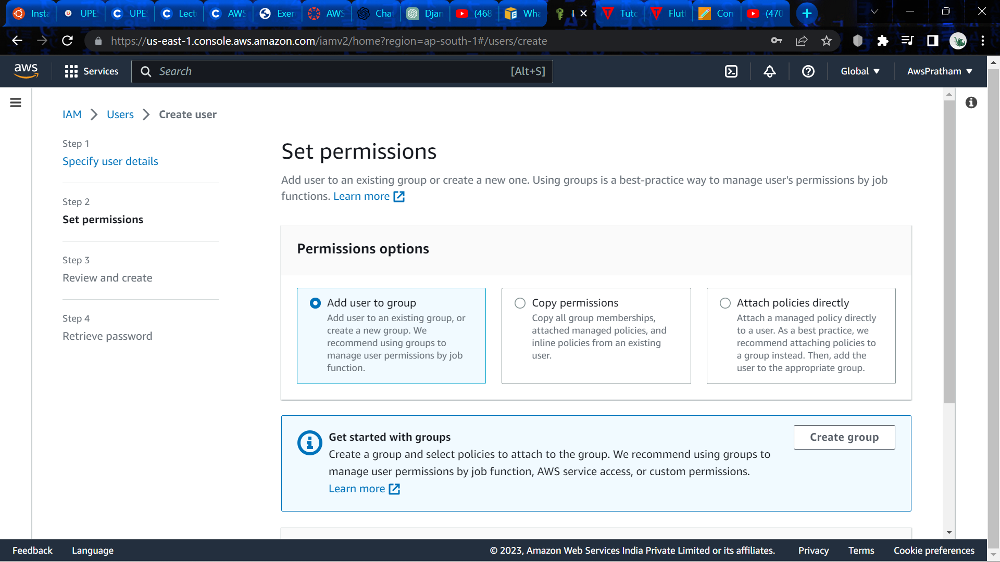 Insta
UPES
UPE
Lect
AWS
Exer
AWS
Chat
Djan
(468
Wha
I
Tuto
Flutt
Con
(470
https://us-east-1.console.aws.amazon.com/iamv2/home?region=ap-south-1#/users/create
aws
Services
Search
[Alt+S]
Global
AwsPratham
IAM
Users
Create user
Step 1
Specify user details
Step 2
Set permissions
Step 3
Review and create
Step 4
Retrieve password
Set permissions
Add user to an existing group or create a new one. Using groups is a best-practice way to manage user's permissions by job
functions. Learn more
Permissions options
Add user to group
Add user to an existing group, or
create a new group. We
recommend using groups to
manage user permissions by job
function.
Copy permissions
Copy all group memberships,
attached managed policies, and
inline policies from an existing
user.
Attach policies directly
Attach a managed policy directly
to a user. As a best practice, we
recommend attaching policies to
a group instead. Then, add the
user to the appropriate group.
Get started with groups
Create a group and select policies to attach to the group. We recommend using groups to
manage user permissions by job function, AWS service access, or custom permissions.
Learn more
Create group
Feedback
Language
© 2023, Amazon Web Services India Private Limited or its affiliates.
Privacy
Terms
Cookie preferences